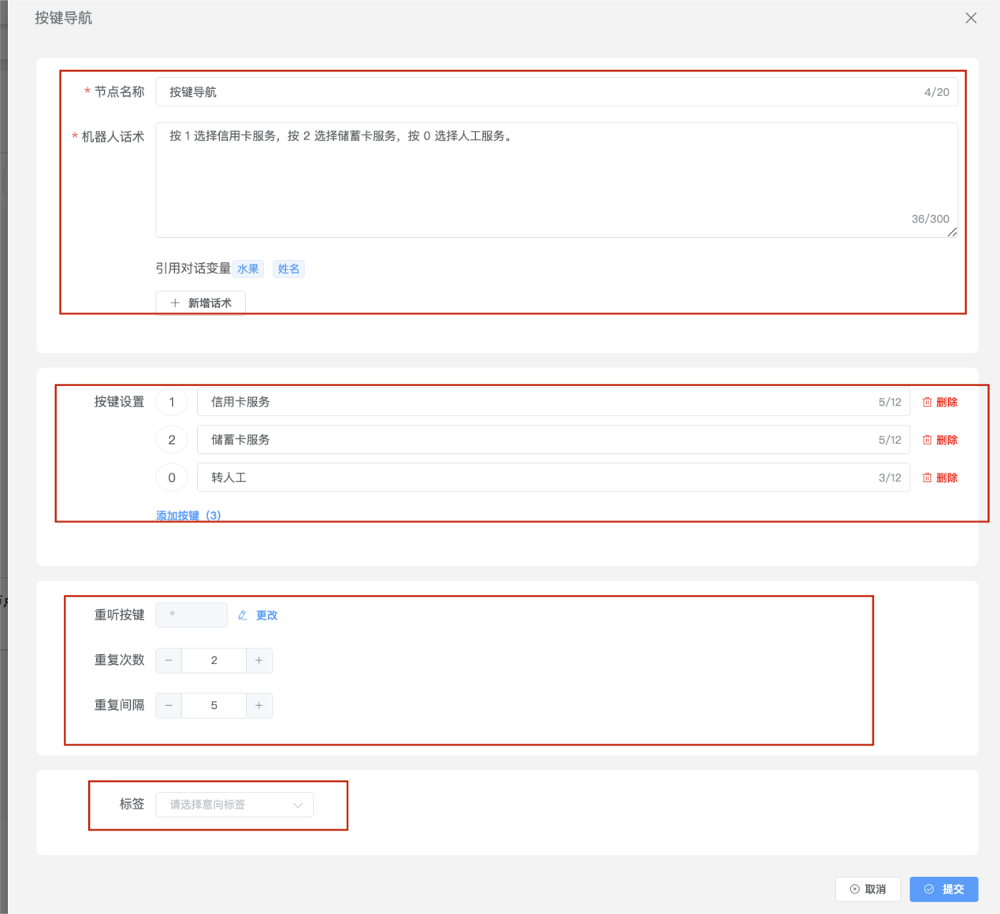 按键导航
* 节点名称 按键导航 4/20
* 机器人话术 按 1 选择信用卡服务，按 2 选择储蓄卡服务，按 0 选择人工服务。
36/300
引用对话变量 水果 姓名
+ 新增话术
按键设置 1 信用卡服务 5/12 删除
2 储蓄卡服务 5/12 删除
0 转人工 3/12 删除
添加按键（3）
重听按键 * 更改
重复次数 − 2 +
重复间隔 − 5 +
标签 请选择意向标签
取消 提交